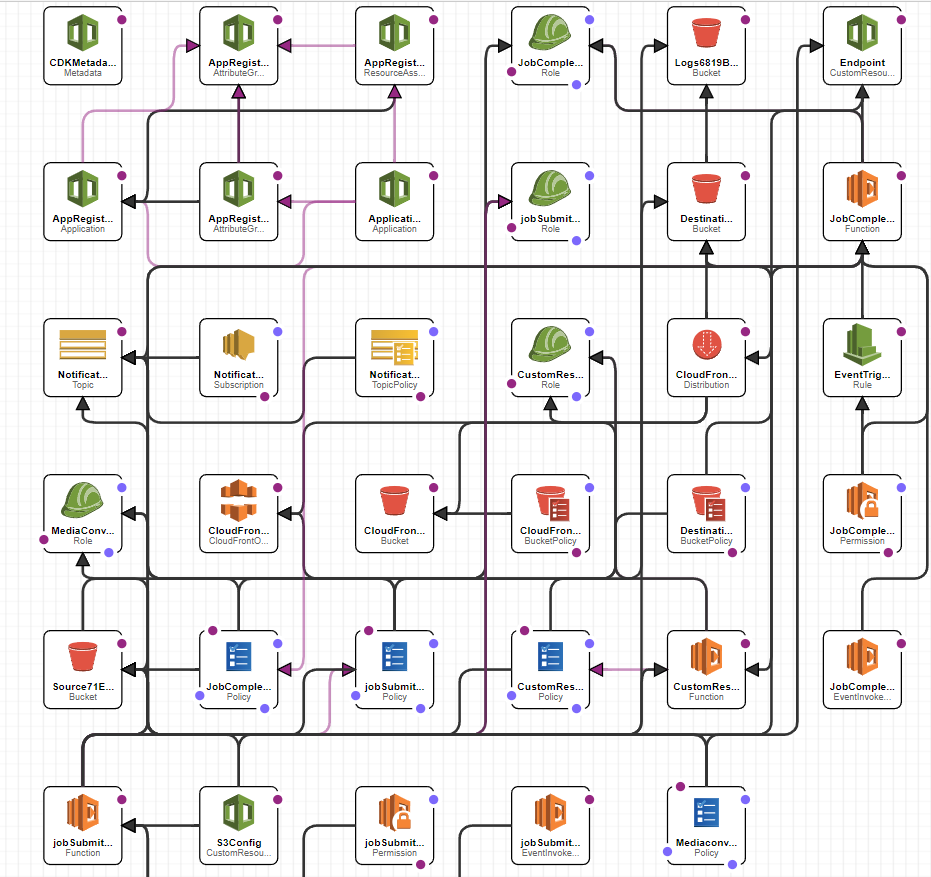 CDKMetada...
Metadata
AppRegist...
AttributeGr...
AppRegist...
ResourceAss...
JobComple...
Role
Logs6819B...
Bucket
Endpoint
CustomResou...
AppRegist...
Application
AppRegist...
AttributeGr...
Applicati...
Application
jobSubmit...
Role
Destinati...
Bucket
JobComple...
Function
Notificat...
Topic
Notificat...
Subscription
Notificat...
TopicPolicy
CustomRes...
Role
CloudFron...
Distribution
EventTrig...
Rule
MediaConv...
Role
CloudFron...
CloudFrontO...
CloudFron...
Bucket
CloudFron...
BucketPolicy
Destinati...
BucketPolicy
JobComple...
Permission
Source71E...
Bucket
JobComple...
Policy
jobSubmit...
Policy
CustomRes...
Policy
CustomRes...
Function
JobComple...
EventInvoke...
jobSubmit...
Function
S3Config
CustomResou...
jobSubmit...
Permission
jobSubmit...
EventInvoke...
Mediaconv...
Policy